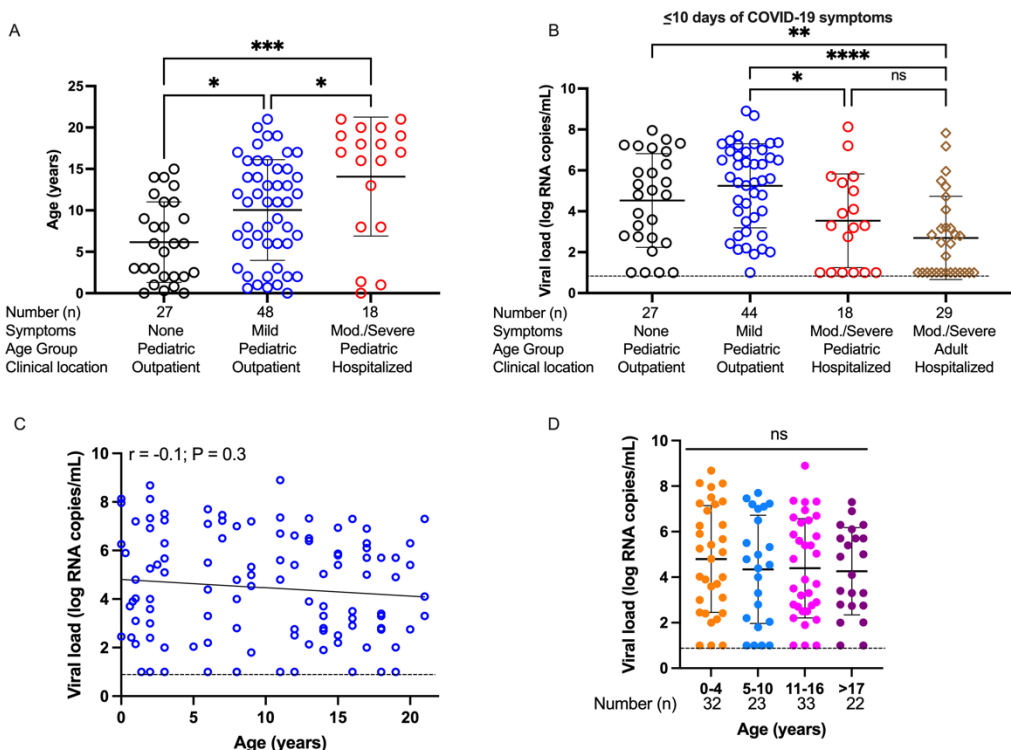 A
***
*
*
Age (years)
25
20
15
10
5
0
Number (n) 27 48 18
Symptoms None Mild Mod./Severe
Age Group Pediatric Pediatric Pediatric
Clinical location Outpatient Outpatient Hospitalized
B
≤10 days of COVID-19 symptoms
**
****
* ns
Viral load (log RNA copies/mL)
10
8
6
4
2
0
Number (n) 27 44 18 29
Symptoms None Mild Mod./Severe Mod./Severe
Age Group Pediatric Pediatric Pediatric Adult
Clinical location Outpatient Outpatient Hospitalized Hospitalized
C
r = -0.1; P = 0.3
Viral load (log RNA copies/mL)
10
8
6
4
2
0
0 5 10 15 20
Age (years)
D
ns
Viral load (log RNA copies/mL)
10
8
6
4
2
0
0-4 5-10 11-16 >17
Number (n) 32 23 33 22
Age (years)